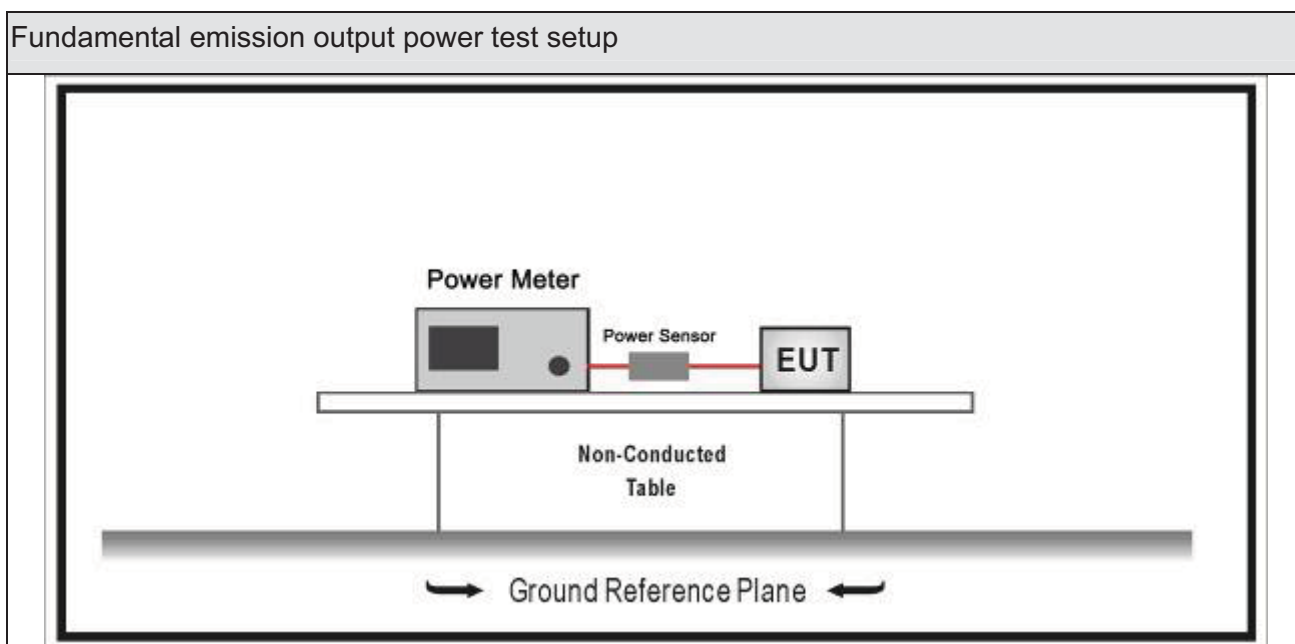 Fundamental emission output power test setup
Power Meter
Power Sensor
EUT
Non-Conducted
Table
Ground Reference Plane